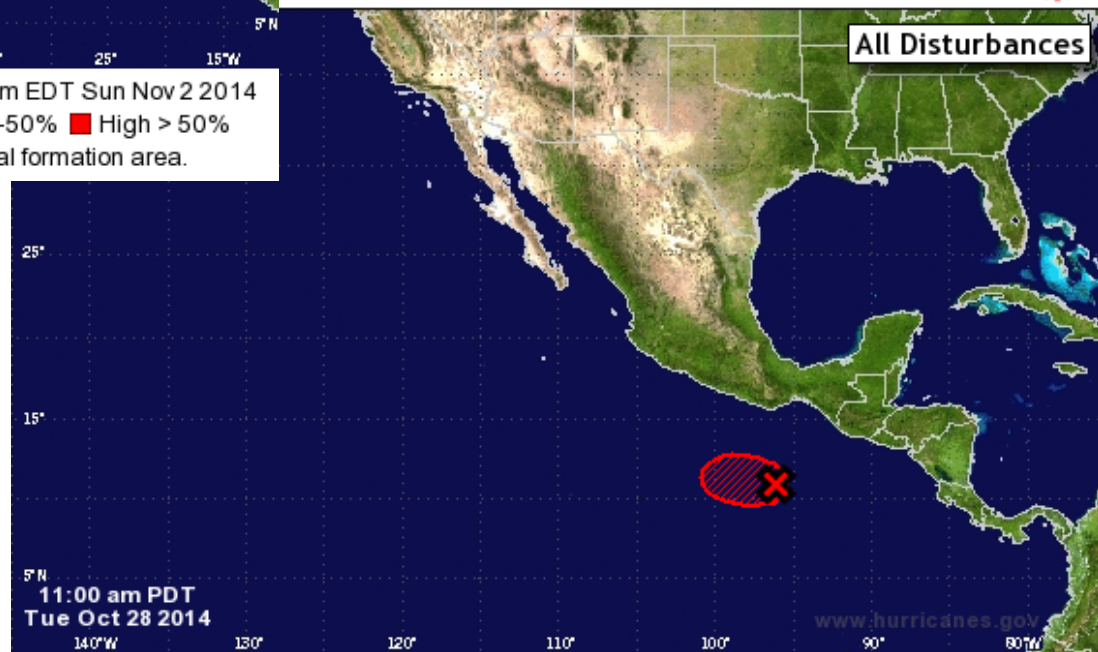 5°N
25° 15°W
m EDT Sun Nov 2 2014
-50% High > 50%
al formation area.
All Disturbances
25°
15°
5°N
11:00 am PDT
Tue Oct 28 2014
www.hurricanes.gov
140°W 130° 120° 110° 100° 90° 80°W